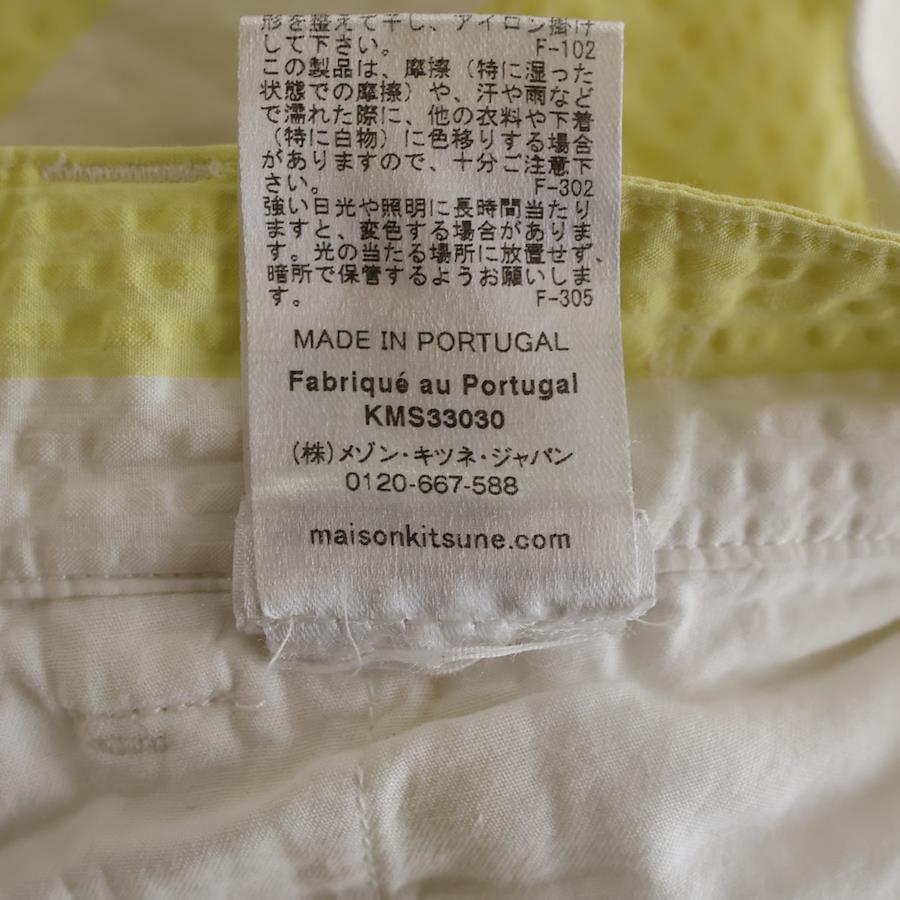 形を整えて干し、アイロン掛け
して下さい。 F-102
この製品は、摩擦（特に湿った
状態での摩擦）や、汗や雨など
で濡れた際に、他の衣料や下着
（特に白物）に色移りする場合
がありますので、十分ご注意下
さい。 F-302
強い日光や照明に長時間当たり
ますと、変色する場合がありま
す。光の当たる場所に放置せず、
暗所で保管するようお願いしま
す。 F-305
MADE IN PORTUGAL
Fabriqué au Portugal
KMS33030
（株）メゾン・キツネ・ジャパン
0120-667-588
maisonkitsune.com